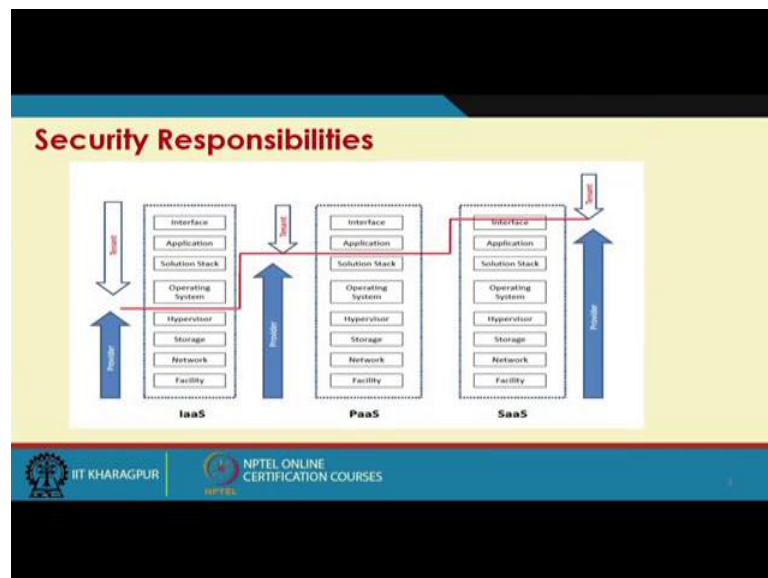 Security Responsibilities
Tenant
Provider
Interface
Application
Solution Stack
Operating
System
Hypervisor
Storage
Network
Facility
IaaS
Tenant
Provider
Interface
Application
Solution Stack
Operating
System
Hypervisor
Storage
Network
Facility
PaaS
Interface
Application
Solution Stack
Operating
System
Hypervisor
Storage
Network
Facility
SaaS
Tenant
Provider
IIT KHARAGPUR
NPTEL
NPTEL ONLINE
CERTIFICATION COURSES